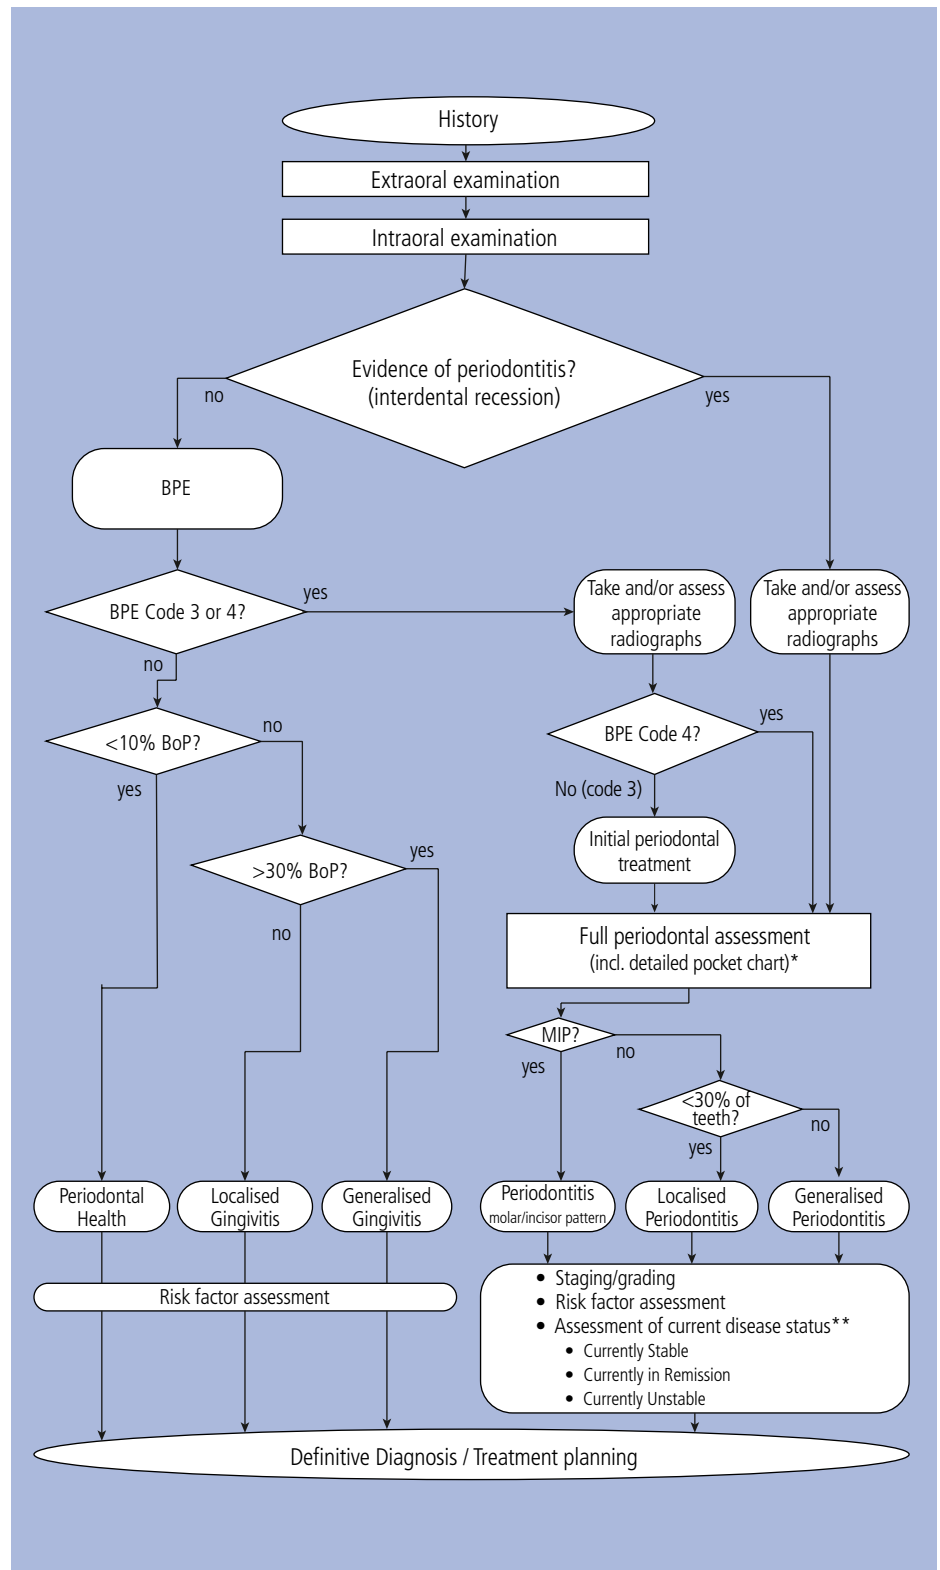 History
Extraoral examination
Intraoral examination
Evidence of periodontitis?
(interdental recession)
no
yes
BPE
BPE Code 3 or 4?
yes
no
Take and/or assess
appropriate
radiographs
Take and/or assess
appropriate
radiographs
<10% BoP?
no
yes
BPE Code 4?
yes
No (code 3)
Initial periodontal
treatment
>30% BoP?
yes
no
Full periodontal assessment
(incl. detailed pocket chart)*
MIP?
yes
no
<30% of
teeth?
yes
no
Periodontal
Health
Localised
Gingivitis
Generalised
Gingivitis
Periodontitis
molar/incisor pattern
Localised
Periodontitis
Generalised
Periodontitis
Risk factor assessment
• Staging/grading
• Risk factor assessment
• Assessment of current disease status**
• Currently Stable
• Currently in Remission
• Currently Unstable
Definitive Diagnosis / Treatment planning